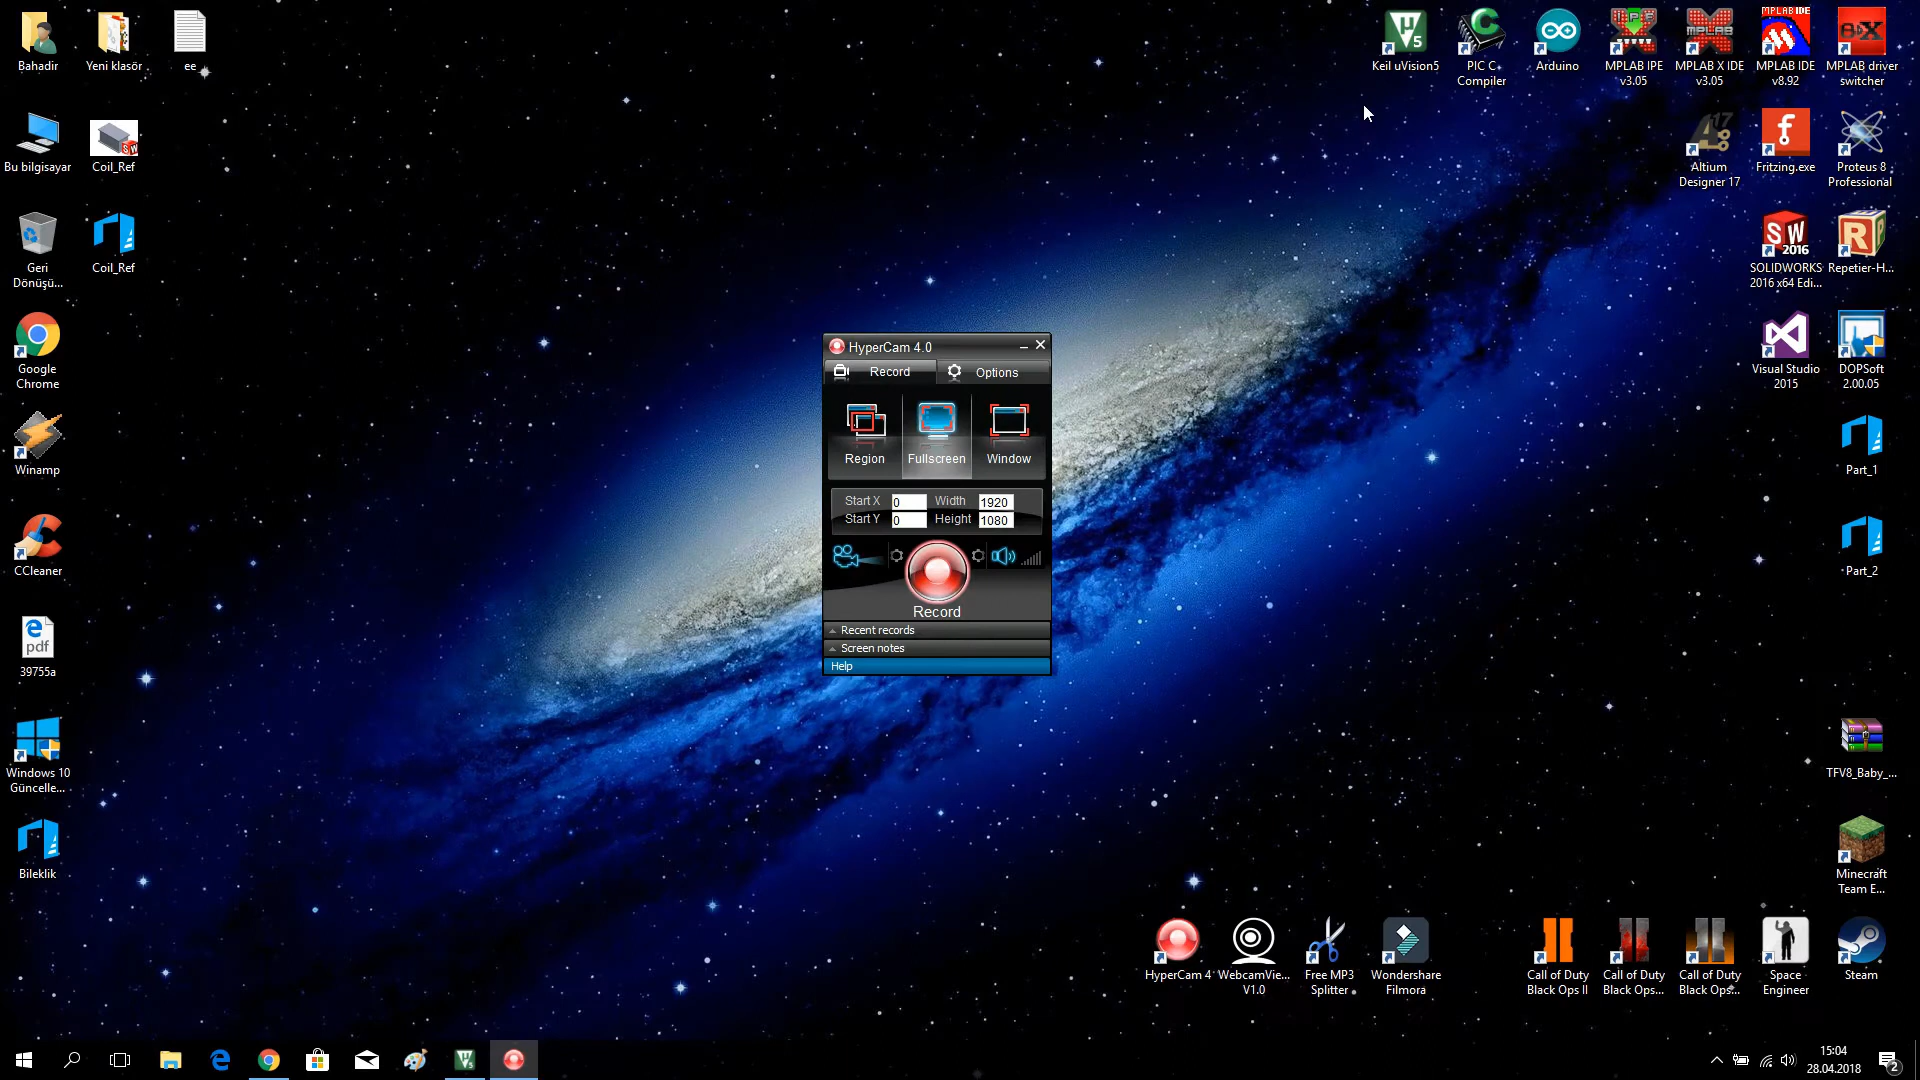 Bahadir
Yeni klasör
ee
Keil uVision5
PIC C
Compiler
Arduino
MPLAB IPE
v3.05
MPLAB X IDE
v3.05
MPLAB IDE
v8.92
MPLAB driver
switcher
Bu bilgisayar
Coil_Ref
Altium
Designer 17
Fritzing.exe
Proteus 8
Professional
Geri
Dönüşü...
Coil_Ref
SOLIDWORKS
2016 x64 Edi...
Repetier-H...
Google
Chrome
Visual Studio
2015
DOPSoft
2.00.05
HyperCam 4.0
Record
Options
Region
Fullscreen
Window
Start X 0 Width 1920
Start Y 0 Height 1080
Record
Recent records
Screen notes
Help
Winamp
Part_1
CCleaner
Part_2
pdf
39755a
Windows 10
Güncelle...
TFV8_Baby_...
Bileklik
Minecraft
Team E...
HyperCam 4
WebcamVie...
V1.0
Free MP3
Splitter
Wondershare
Filmora
Call of Duty
Black Ops II
Call of Duty
Black Ops...
Call of Duty
Black Ops...
Space
Engineer
Steam
15:04
28.04.2018
2